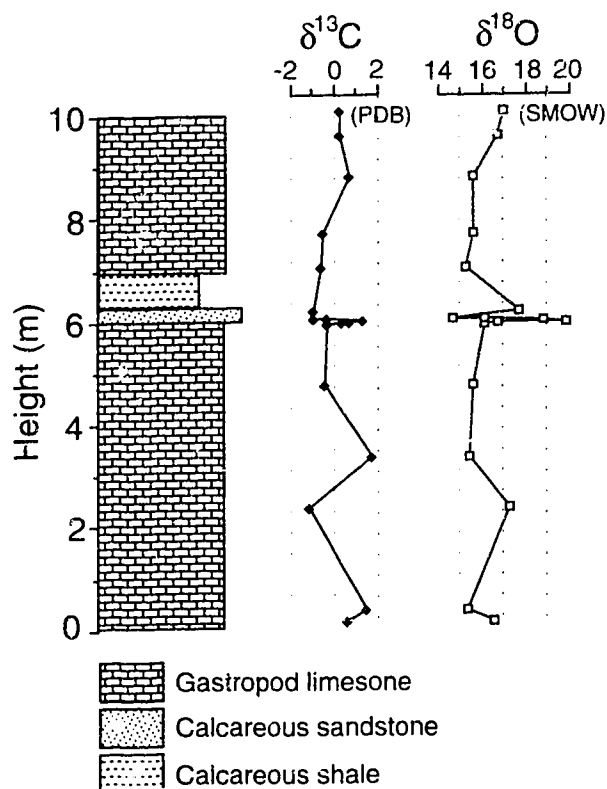 δ13C δ18O
-2 0 2 14 16 18 20
(PDB) (SMOW)
10
8
6
4
2
0
Height (m)
Gastropod limesone
Calcareous sandstone
Calcareous shale